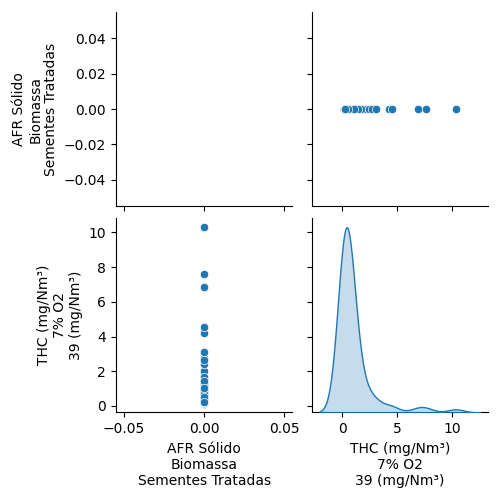 AFR Sólido
Biomassa
Sementes Tratadas
0.04
0.02
0.00
−0.02
−0.04
THC (mg/Nm³)
7% O2
39 (mg/Nm³)
10
8
6
4
2
0
−0.05
0.00
0.05
AFR Sólido
Biomassa
Sementes Tratadas
0
5
10
THC (mg/Nm³)
7% O2
39 (mg/Nm³)